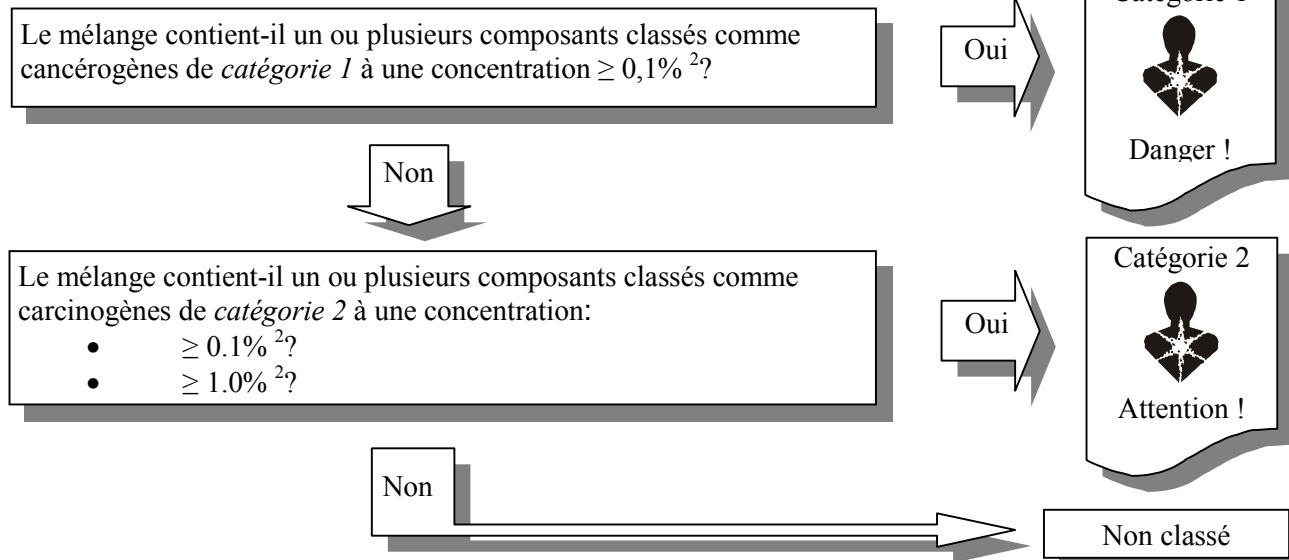 Catégorie 1
Le mélange contient-il un ou plusieurs composants classés comme
cancérogènes de catégorie 1 à une concentration ≥ 0,1% ²?
Oui
Danger !
Non
Le mélange contient-il un ou plusieurs composants classés comme
carcinogènes de catégorie 2 à une concentration:
• ≥ 0.1% ²?
• ≥ 1.0% ²?
Oui
Catégorie 2
Attention !
Non
Non classé